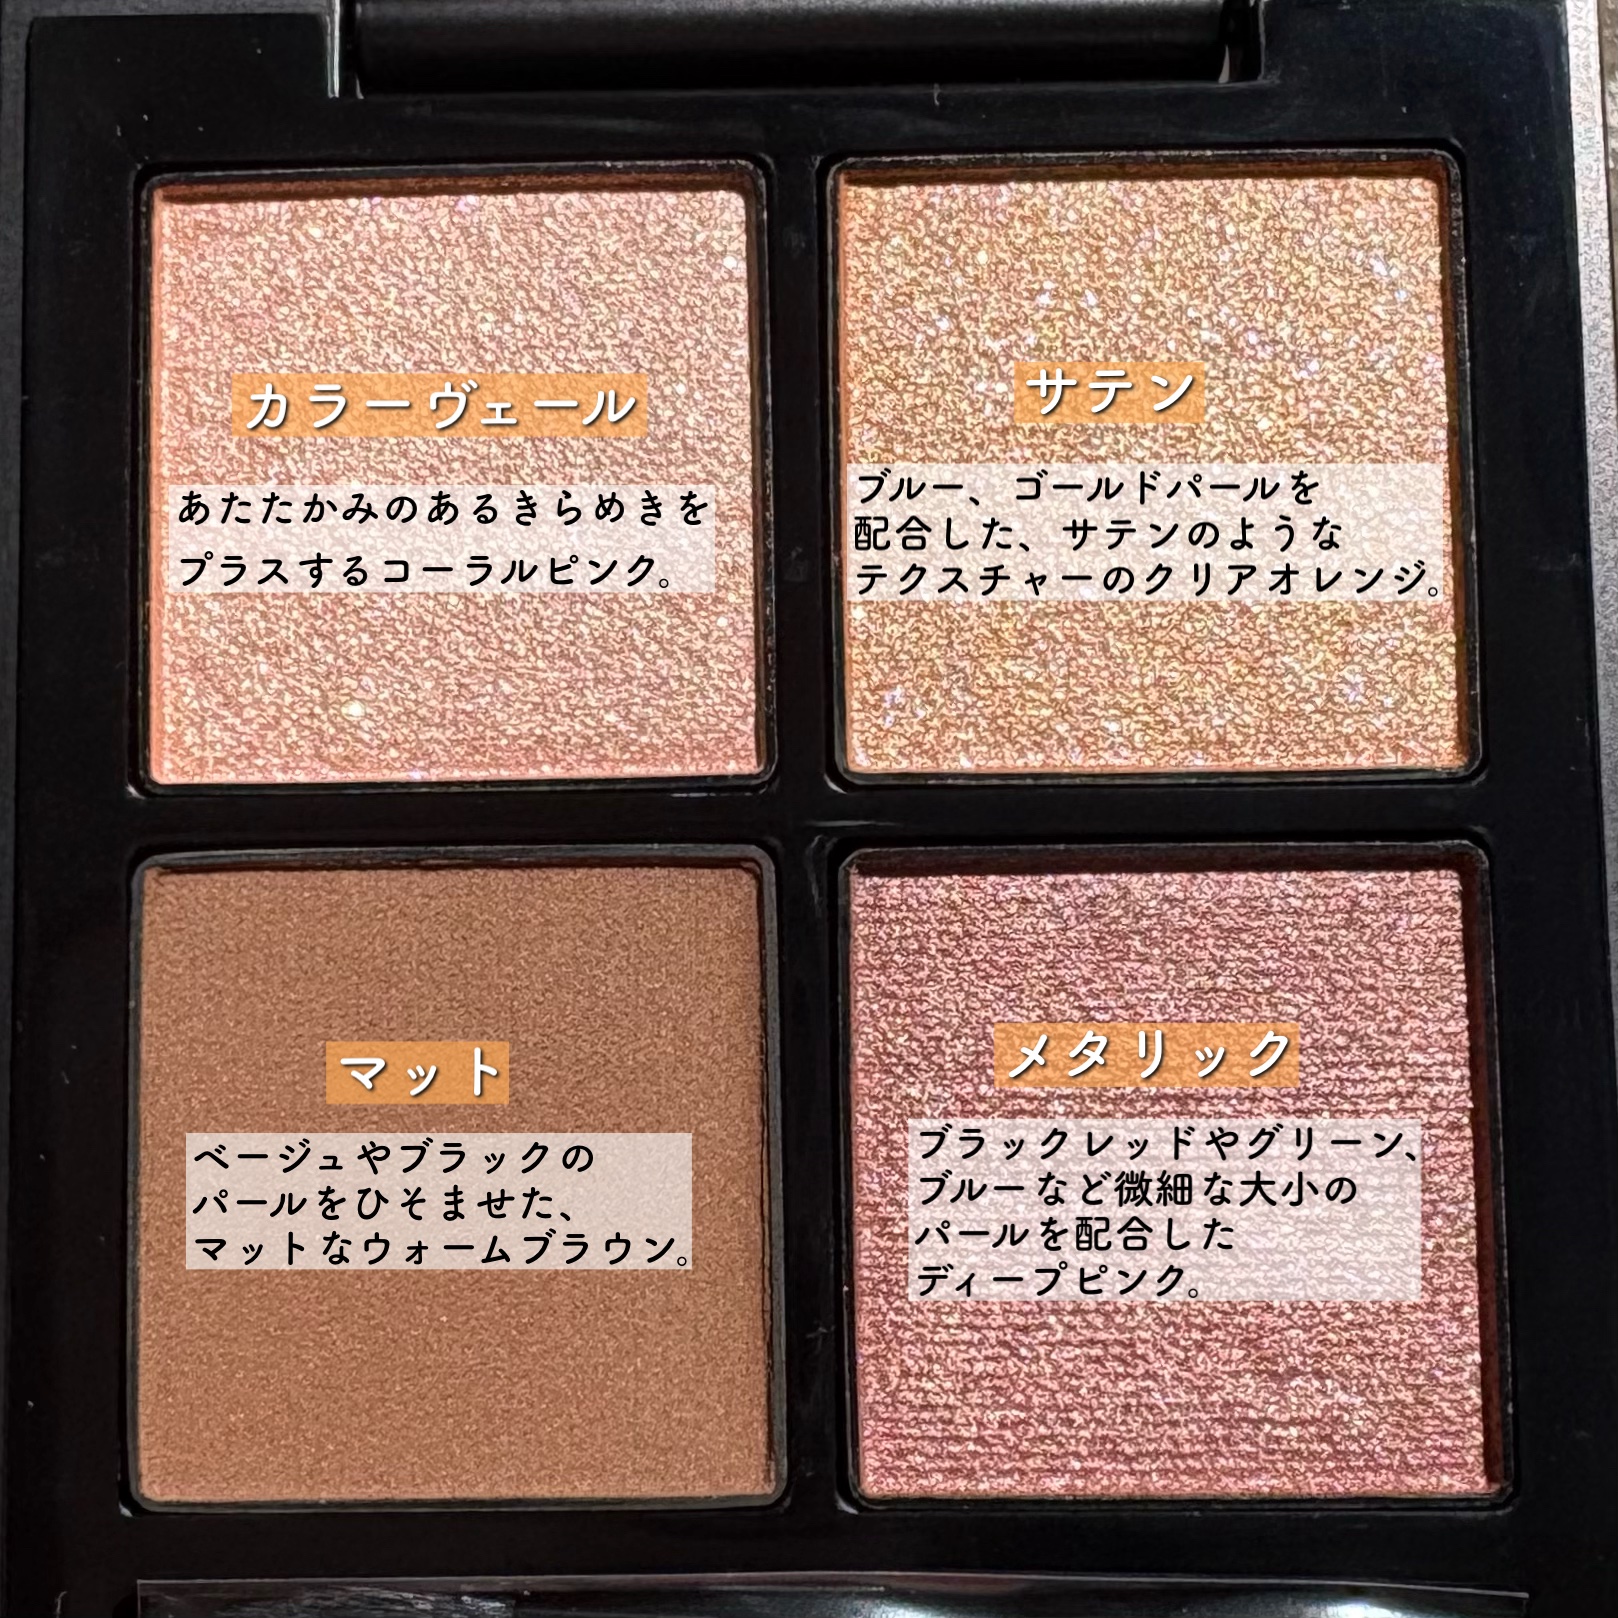 カラーヴェール
あたたかみのあるきらめきを
プラスするコーラルピンク。
サテン
ブルー、ゴールドパールを
配合した、サテンのような
テクスチャーのクリアオレンジ。
マット
ベージュやブラックの
パールをひそませた、
マットなウォームブラウン。
メタリック
ブラックレッドやグリーン、
ブルーなど微細な大小の
パールを配合した
ディープピンク。